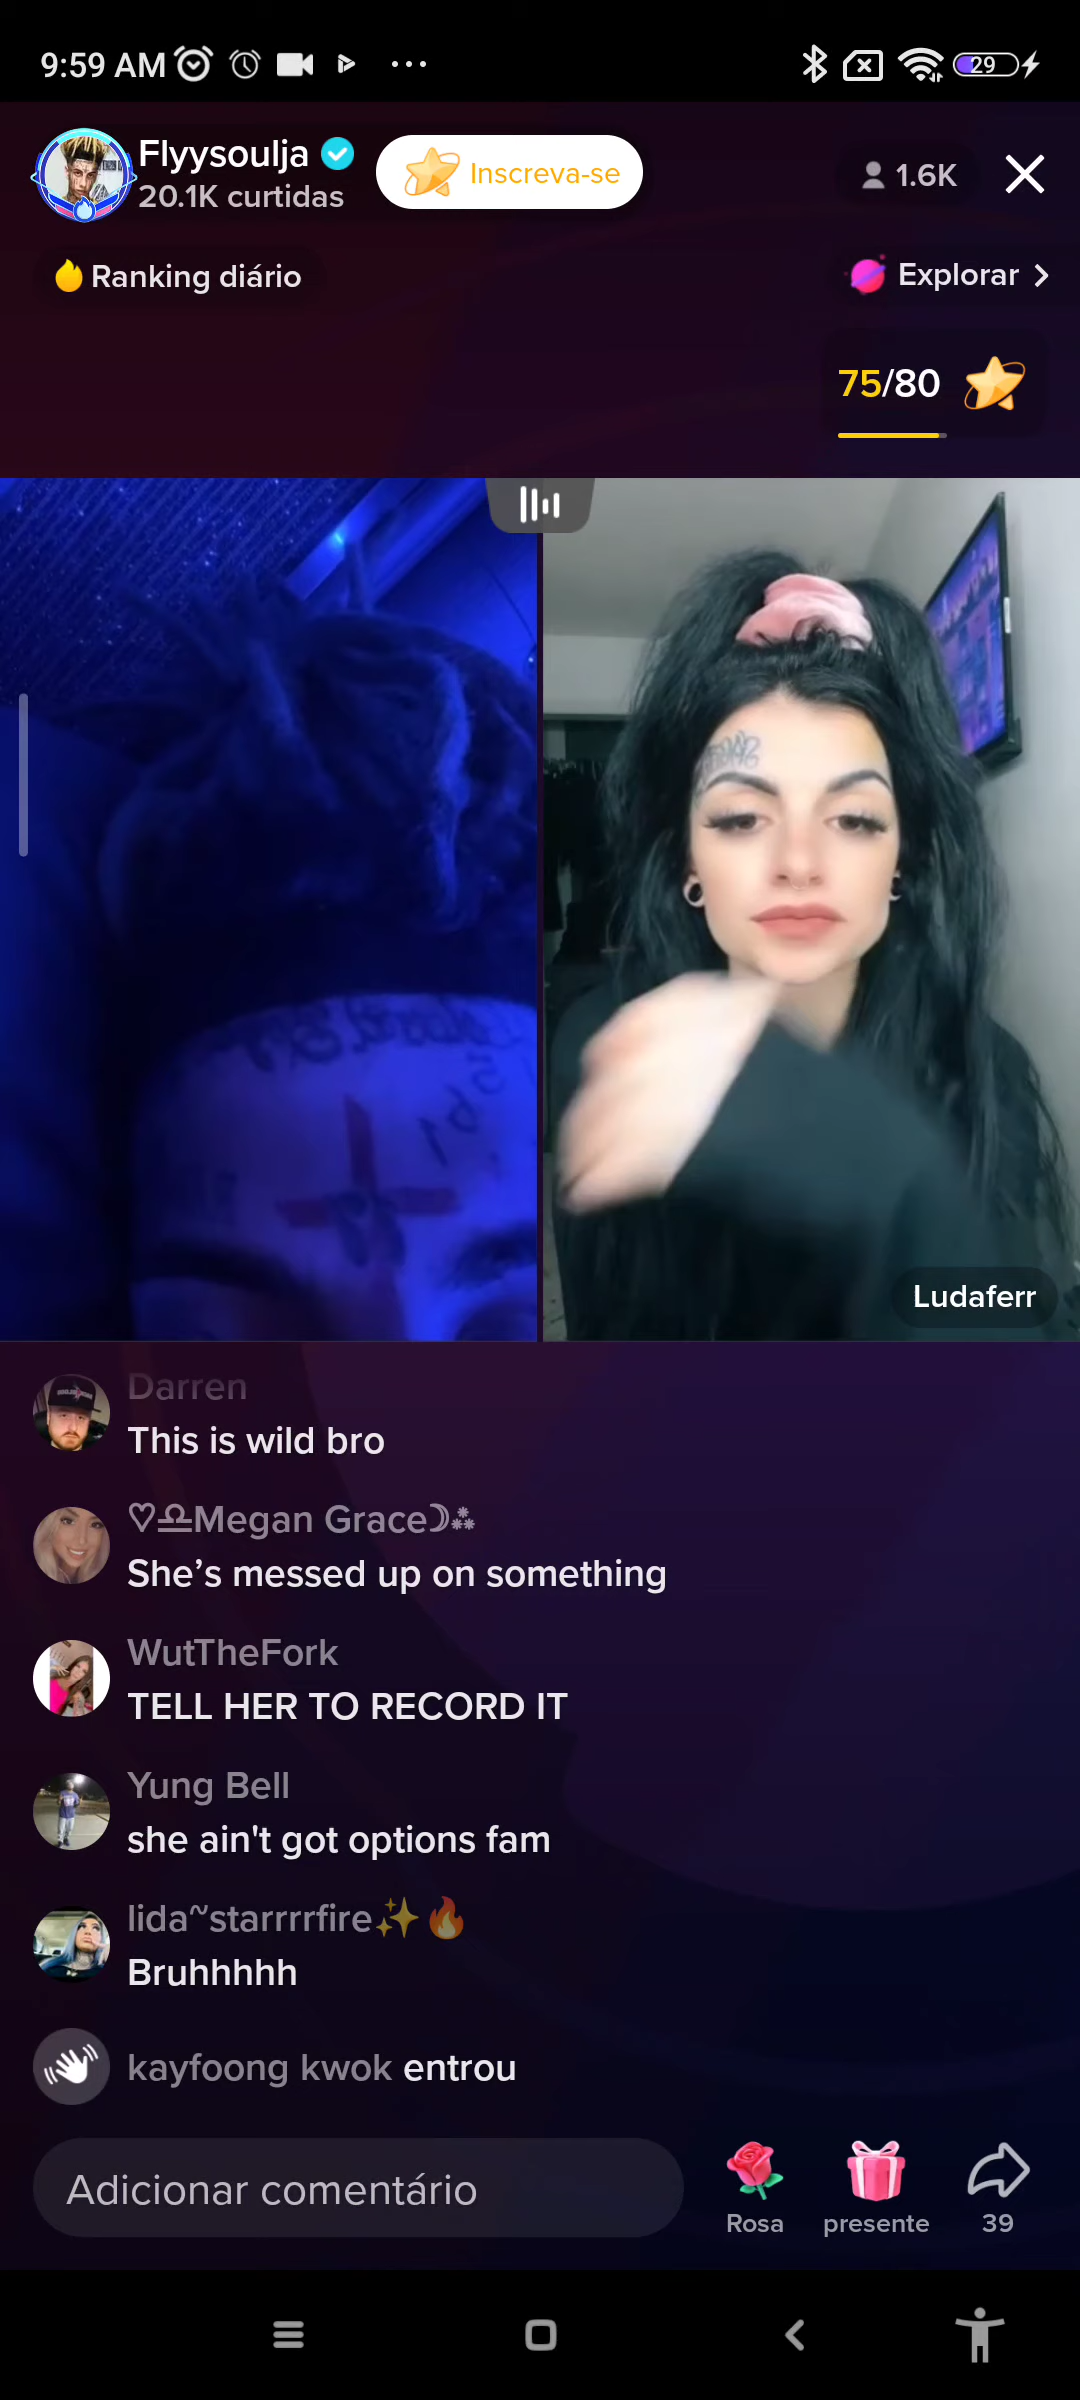 9:59 AM
29
Flyysoulja
20.1K curtidas
Inscreva-se
1.6K
Ranking diário
Explorar
75/80
Ludaferr
Darren
This is wild bro
♡♎︎Megan Grace☽⁂
She’s messed up on something
WutTheFork
TELL HER TO RECORD IT
Yung Bell
she ain't got options fam
lida~starrrrfire✨🔥
Bruhhhhh
kayfoong kwok entrou
Adicionar comentário
Rosa
presente
39